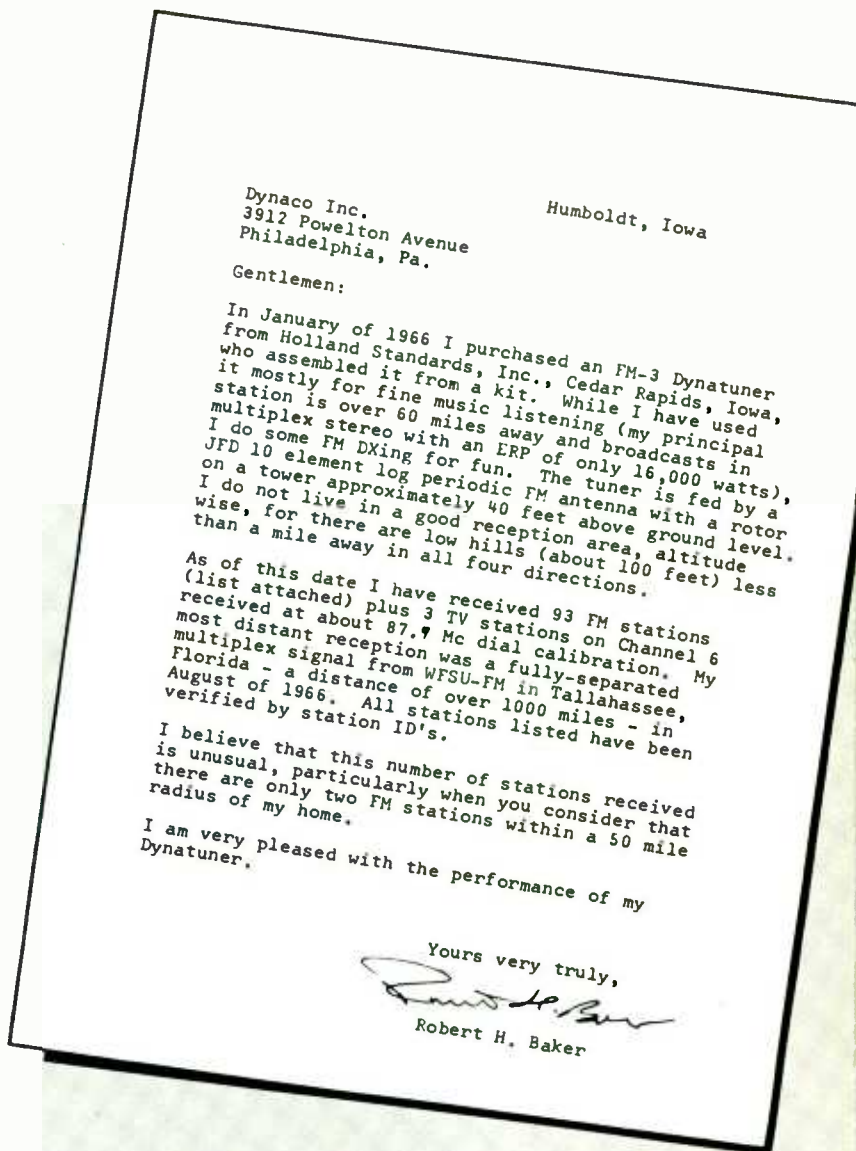 Humboldt, Iowa
Dynaco Inc.
3912 Powelton Avenue
Philadelphia, Pa.
Gentlemen:
In January of 1966 I purchased an FM-3 Dynatuner
from Holland Standards, Inc., Cedar Rapids, Iowa,
who assembled it from a kit. While I have used
it mostly for fine music listening (my principal
station is over 60 miles away and broadcasts in
multiplex stereo with an ERP of only 16,000 watts),
I do some FM DXing for fun. The tuner is fed by a
JFD 10 element log periodic FM antenna with a rotor
on a tower approximately 40 feet above ground level.
I do not live in a good reception area, altitude
wise, for there are low hills (about 100 feet) less
than a mile away in all four directions.
As of this date I have received 93 FM stations
(list attached) plus 3 TV stations on Channel 6
received at about 87.9 Mc dial calibration. My
most distant reception was a fully-separated
multiplex signal from WFSU-FM in Tallahassee,
Florida - a distance of over 1000 miles - in
August of 1966. All stations listed have been
verified by station ID's.
I believe that this number of stations received
is unusual, particularly when you consider that
there are only two FM stations within a 50 mile
radius of my home.
I am very pleased with the performance of my
Dynatuner.
Yours very truly,
Robert H. Baker
Robert H. Baker